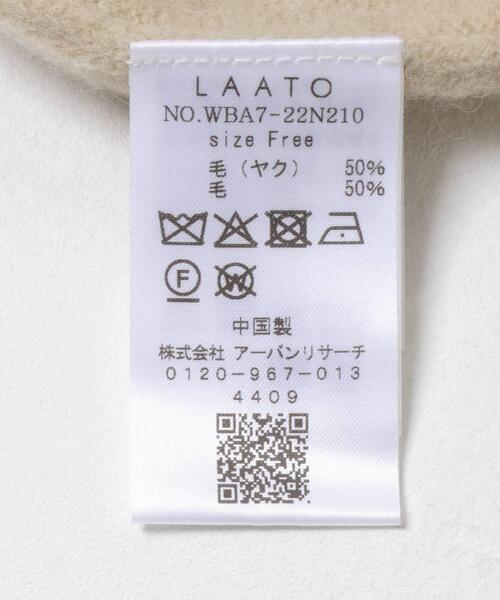 LAATO
NO.WBA7-22N210
size Free
毛 (ヤク) 50%
毛 50%
F W
中国製
株式会社 アーバンリサーチ
0120-967-013
4409